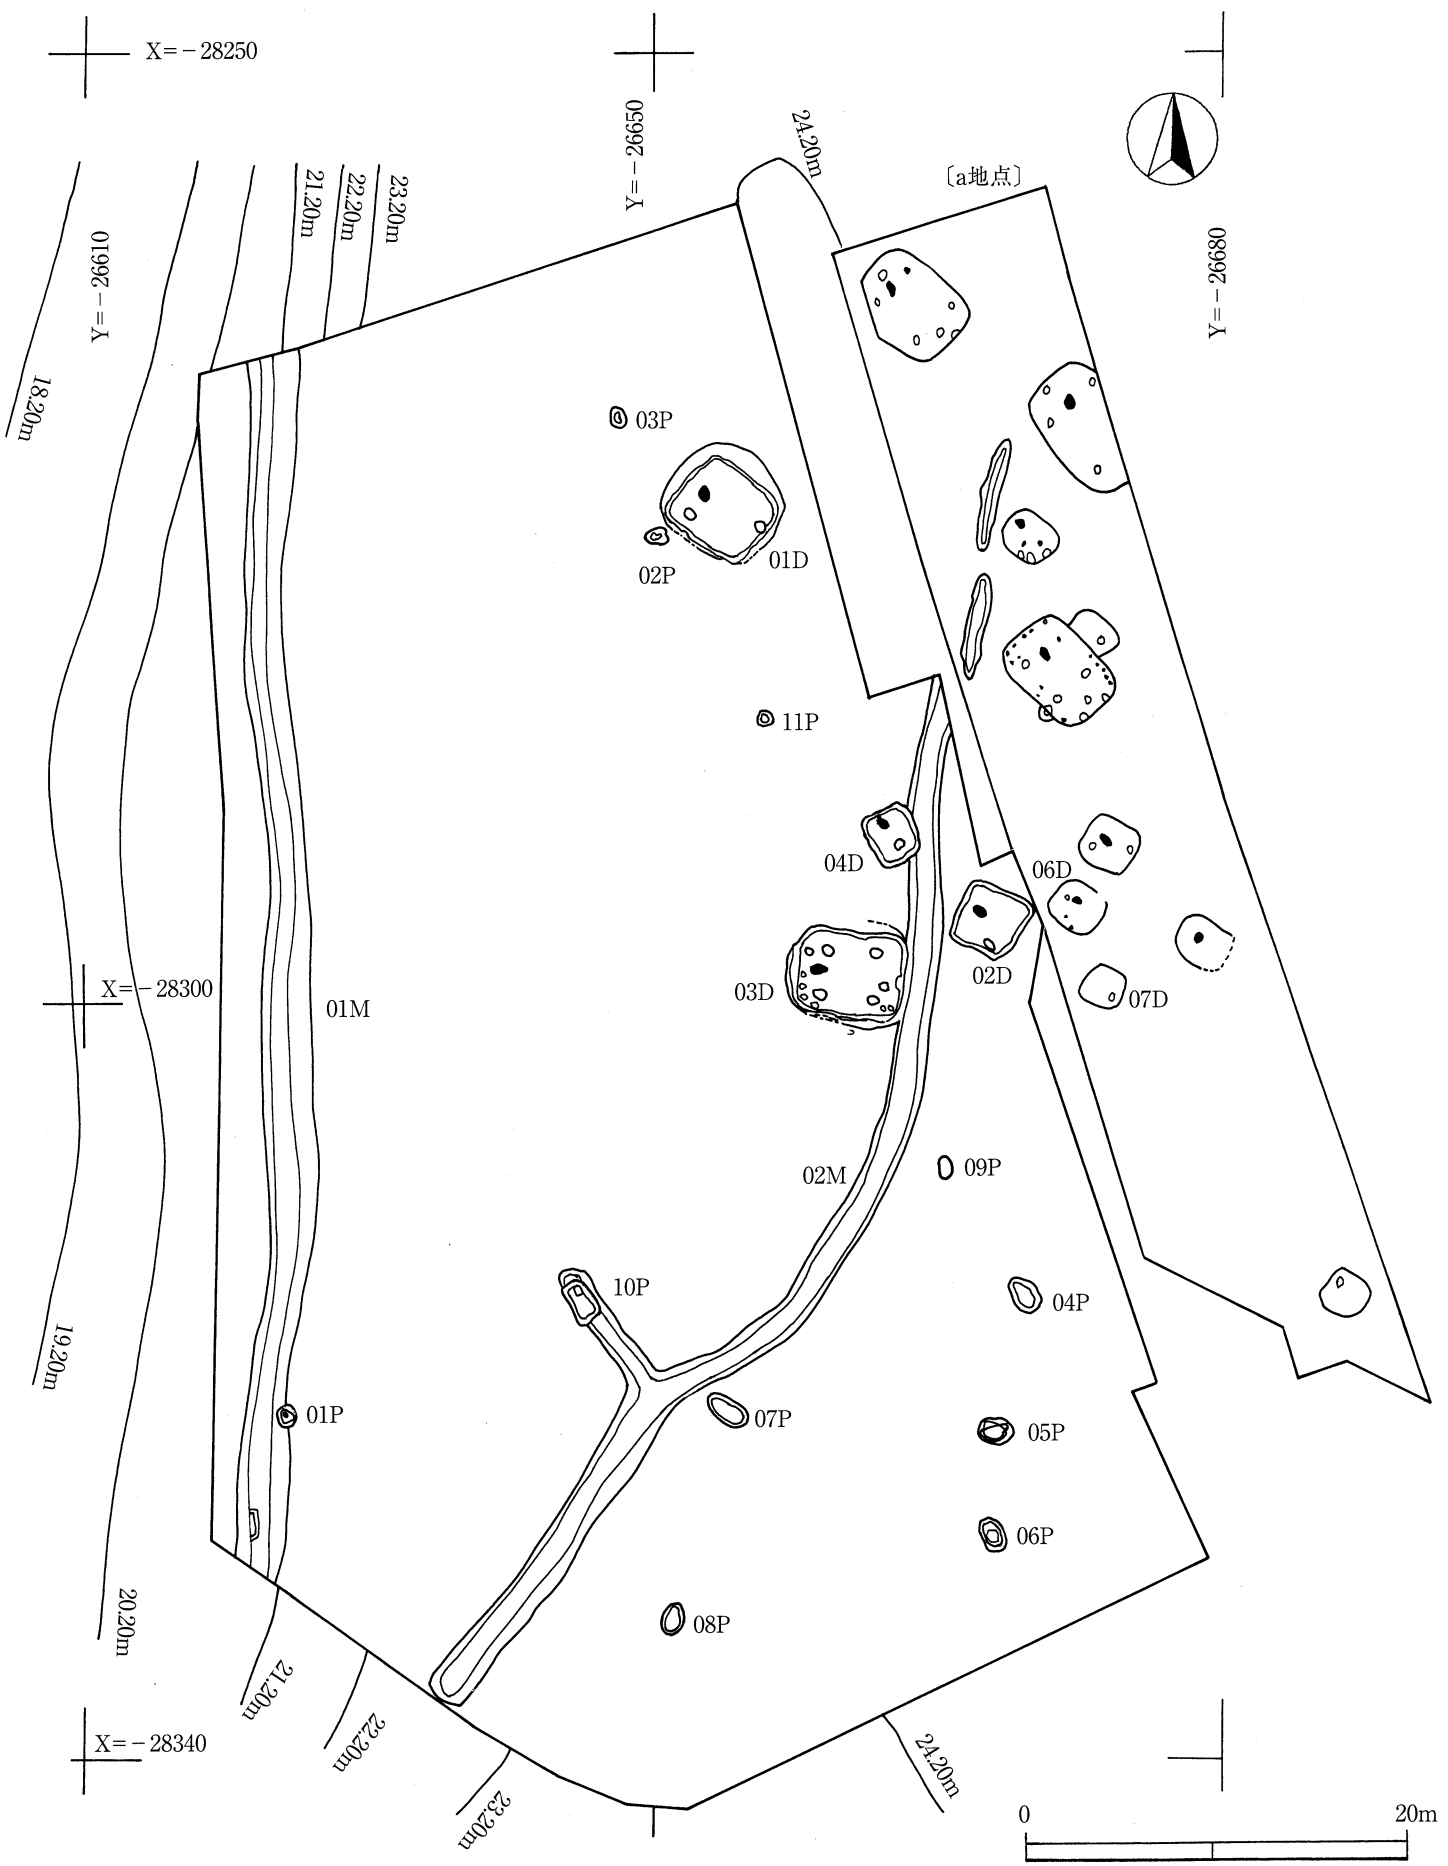 X=－28250
Y=－26650
24.20m
〔a地点〕
21.20m
22.20m
23.20m
Y=－26610
Y=－26680
18.20m
03P
02P
01D
11P
04D
06D
03D
02D
07D
X=－28300
01M
02M
09P
10P
04P
19.20m
01P
07P
05P
06P
20.20m
08P
21.20m
22.20m
X=－28340
24.20m
23.20m
0
20m